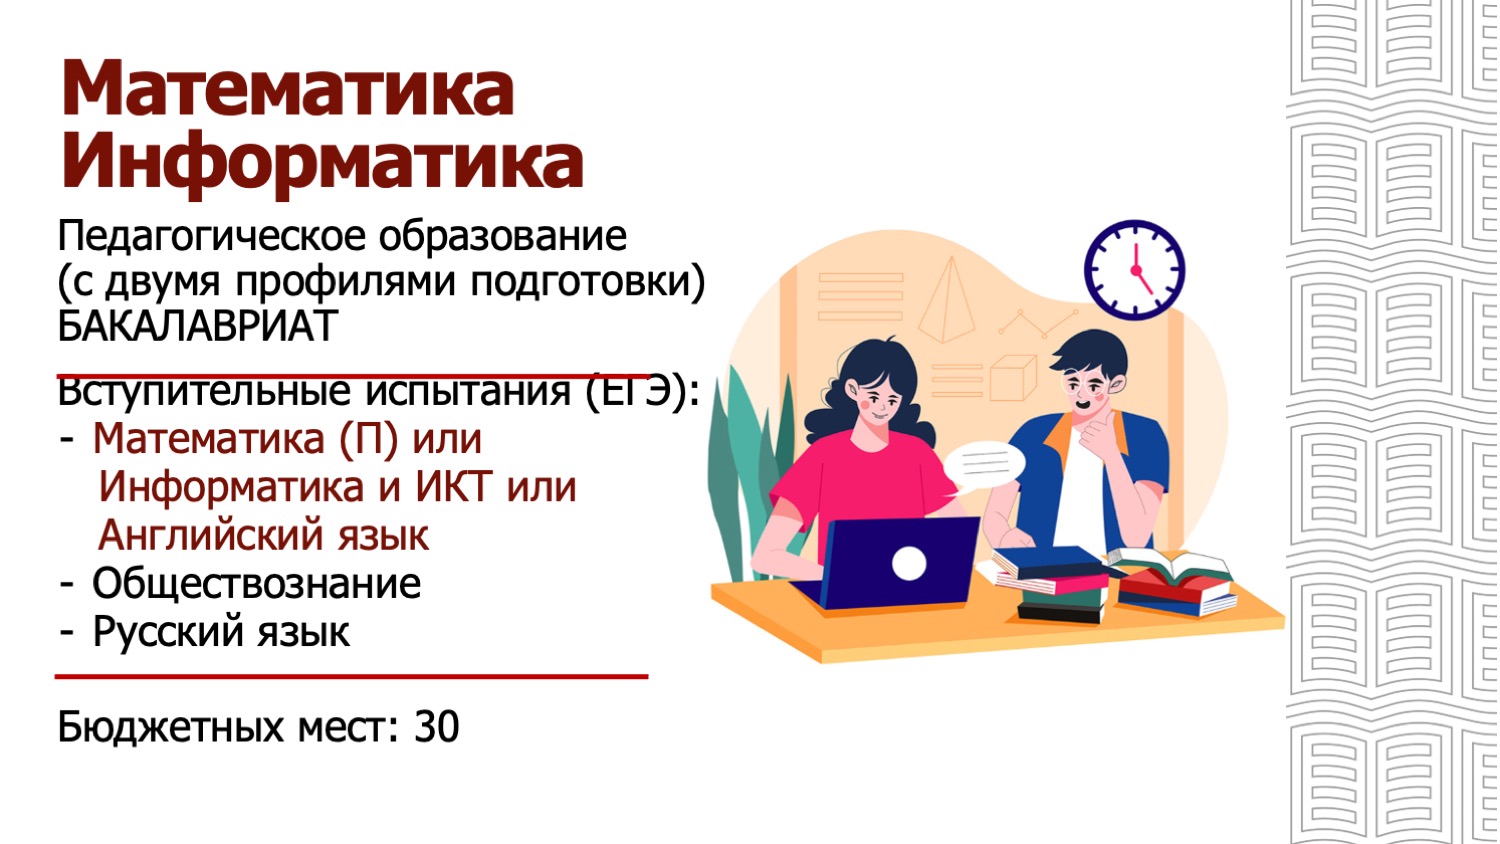 Математика
Информатика
Педагогическое образование
(с двумя профилями подготовки)
БАКАЛАВРИАТ
Вступительные испытания (ЕГЭ):
- Математика (П) или
Информатика и ИКТ или
Английский язык
- Обществознание
- Русский язык
Бюджетных мест: 30